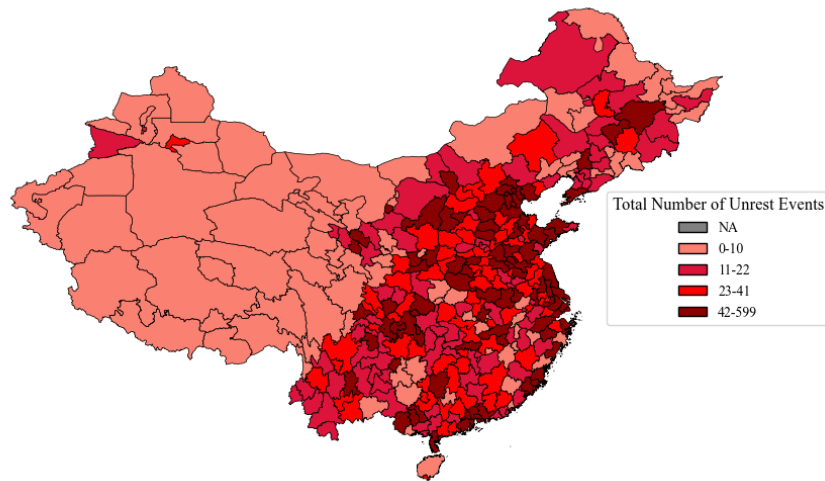 Total Number of Unrest Events
NA
0-10
11-22
23-41
42-599